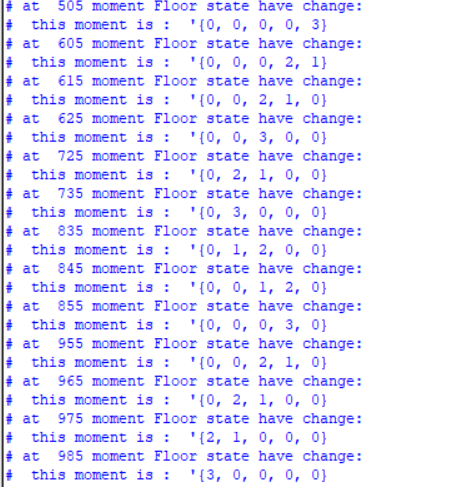 # at  505 moment Floor state have change:
#  this moment is :  '{0, 0, 0, 0, 3}
# at  605 moment Floor state have change:
#  this moment is :  '{0, 0, 0, 2, 1}
# at  615 moment Floor state have change:
#  this moment is :  '{0, 0, 2, 1, 0}
# at  625 moment Floor state have change:
#  this moment is :  '{0, 0, 3, 0, 0}
# at  725 moment Floor state have change:
#  this moment is :  '{0, 2, 1, 0, 0}
# at  735 moment Floor state have change:
#  this moment is :  '{0, 3, 0, 0, 0}
# at  835 moment Floor state have change:
#  this moment is :  '{0, 1, 2, 0, 0}
# at  845 moment Floor state have change:
#  this moment is :  '{0, 0, 1, 2, 0}
# at  855 moment Floor state have change:
#  this moment is :  '{0, 0, 0, 3, 0}
# at  955 moment Floor state have change:
#  this moment is :  '{0, 0, 2, 1, 0}
# at  965 moment Floor state have change:
#  this moment is :  '{0, 2, 1, 0, 0}
# at  975 moment Floor state have change:
#  this moment is :  '{2, 1, 0, 0, 0}
# at  985 moment Floor state have change:
#  this moment is :  '{3, 0, 0, 0, 0}